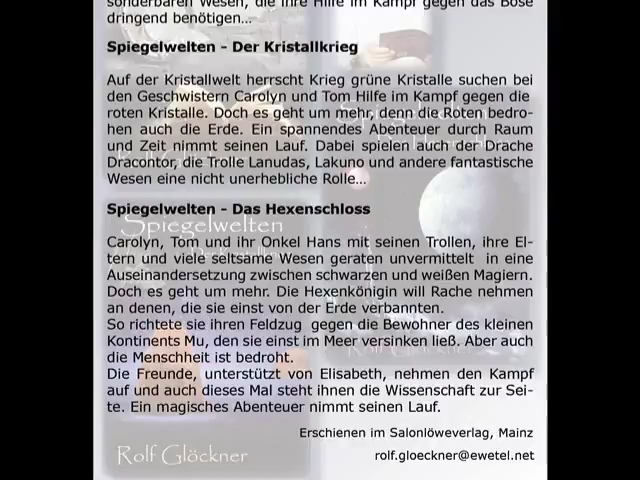 sonderbaren Wesen, die ihre Hilfe im Kampf gegen das Böse
dringend benötigen...
Spiegelwelten - Der Kristallkrieg
Auf der Kristallwelt herrscht Krieg grüne Kristalle suchen bei
den Geschwistern Carolyn und Tom Hilfe im Kampf gegen die
roten Kristalle. Doch es geht um mehr, denn die Roten bedro-
hen auch die Erde. Ein spannendes Abenteuer durch Raum
und Zeit nimmt seinen Lauf. Dabei spielen auch der Drache
Dracontor, die Trolle Lanudas, Lakuno und andere fantastische
Wesen eine nicht unerhebliche Rolle...
Spiegelwelten - Das Hexenschloss
Spiegelwelten
Carolyn, Tom und ihr Onkel Hans mit seinen Trollen, ihre El-
tern und viele seltsame Wesen geraten unvermittelt in eine
Auseinandersetzung zwischen schwarzen und weißen Magiern.
Doch es geht um mehr. Die Hexenkönigin will Rache nehmen
an denen, die sie einst von der Erde verbannten.
So richtete sie ihren Feldzug gegen die Bewohner des kleinen
Kontinents Mu, den sie einst im Meer versinken ließ. Aber auch
die Menschheit ist bedroht.
Rolf Glöckner
Die Freunde, unterstützt von Elisabeth, nehmen den Kampf
auf und auch dieses Mal steht ihnen die Wissenschaft zur Sei-
te. Ein magisches Abenteuer nimmt seinen Lauf.
Erschienen im Salonlöweverlag, Mainz
Rolf Glöckner
rolf.gloeckner@ewetel.net